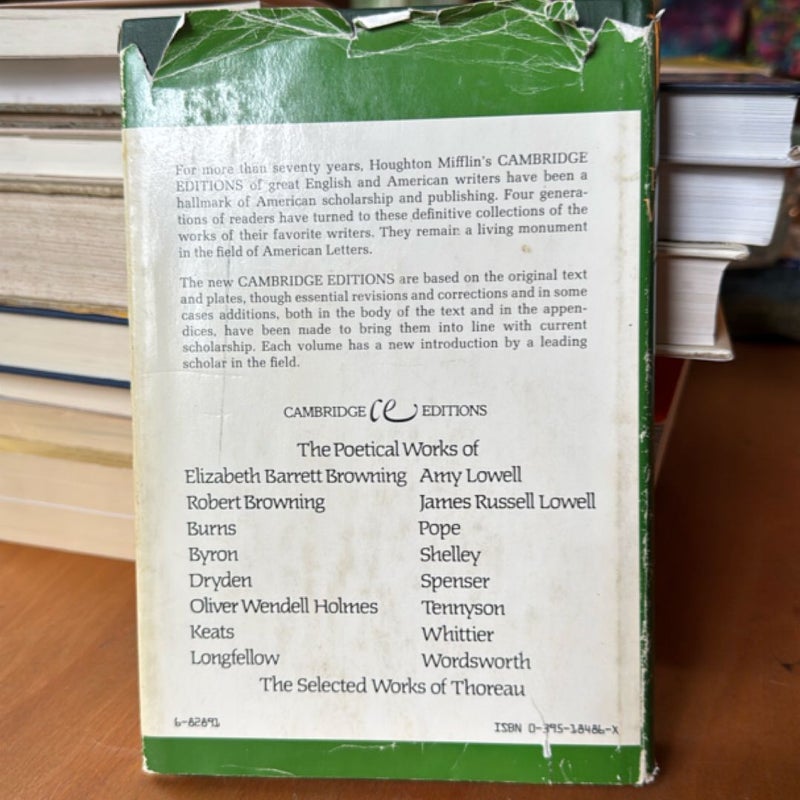 For more than seventy years, Houghton Mifflin's CAMBRIDGE
EDITIONS of great English and American writers have been a
hallmark of American scholarship and publishing. Four genera-
tions of readers have turned to these definitive collections of the
works of their favorite writers. They remain a living monument
in the field of American Letters.
The new CAMBRIDGE EDITIONS are based on the original text
and plates, though essential revisions and corrections and in some
cases additions, both in the body of the text and in the appen-
dices, have been made to bring them into line with current
scholarship. Each volume has a new introduction by a leading
scholar in the field.
CAMBRIDGE ce EDITIONS
The Poetical Works of
Elizabeth Barrett Browning Amy Lowell
Robert Browning James Russell Lowell
Burns Pope
Byron Shelley
Dryden Spenser
Oliver Wendell Holmes Tennyson
Keats Whittier
Longfellow Wordsworth
The Selected Works of Thoreau
6-82891 ISBN 0-395-18486-X